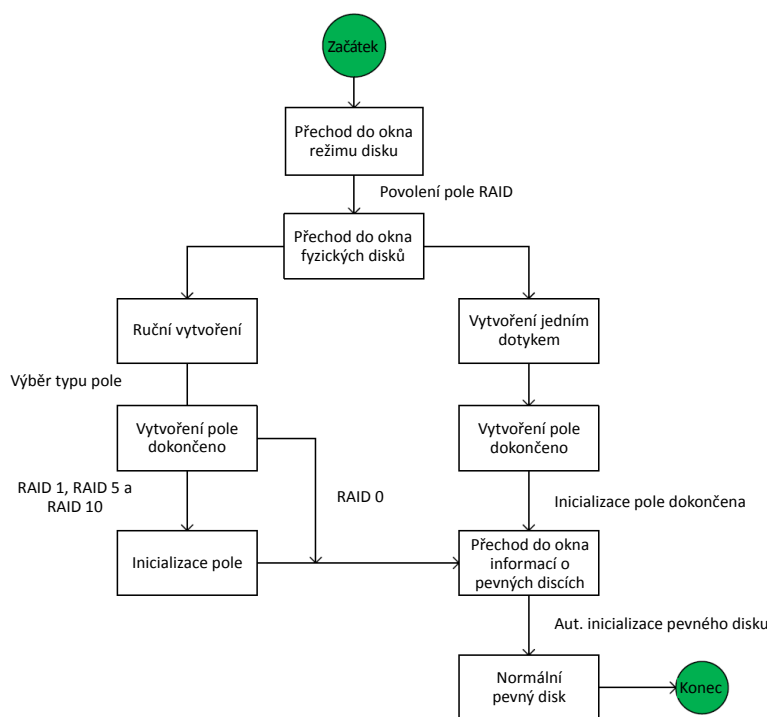 Začátek
Přechod do okna
režimu disku
Povolení pole RAID
Přechod do okna
fyzických disků
Ruční vytvoření
Vytvoření jedním
dotykem
Výběr typu pole
Vytvoření pole
dokončeno
Vytvoření pole
dokončeno
RAID 1, RAID 5 a
RAID 10
RAID 0
Inicializace pole dokončena
Inicializace pole
Přechod do okna
informací o
pevných discích
Aut. inicializace pevného disku
Normální
pevný disk
Konec